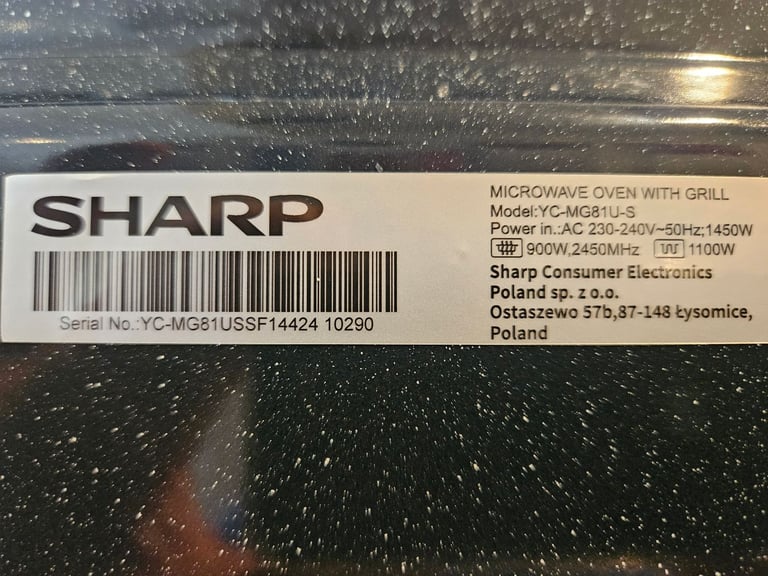 SHARP
Serial No.:YC-MG81USSF14424 10290
MICROWAVE OVEN WITH GRILL
Model:YC-MG81U-S
Power in.:AC 230-240V~50Hz;1450W
900W,2450MHz 1100W
Sharp Consumer Electronics
Poland sp. z o.o.
Ostaszewo 57b,87-148 Łysomice,
Poland